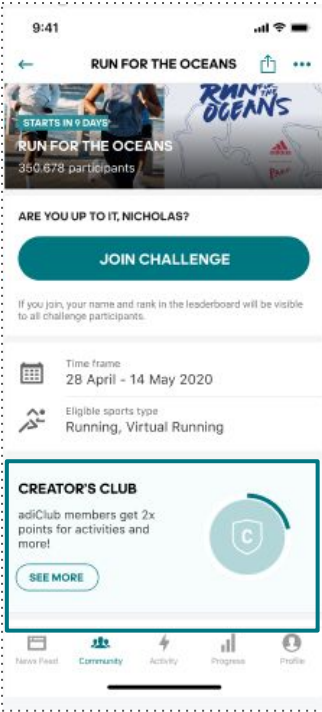 9:41
RUN FOR THE OCEANS
RUN FOR
THE
OCEANS
STARTS IN 9 DAYS
RUN FOR THE OCEANS
350.678 participants
adidas
ARE YOU UP TO IT, NICHOLAS?
JOIN CHALLENGE
If you join, your name and rank in the leaderboard will be visible
to all challenge participants.
Time frame
28 April - 14 May 2020
Eligible sports type
Running, Virtual Running
CREATOR'S CLUB
adiClub members get 2x
points for activities and
more!
C
SEE MORE
News Feed
Community
Activity
Progress
Profile